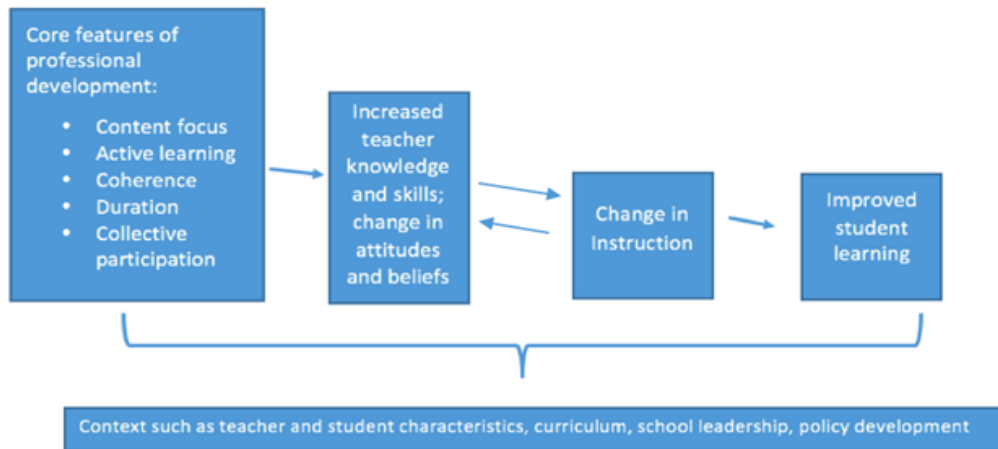 Core features of
professional
development:
• Content focus
• Active learning
• Coherence
• Duration
• Collective
participation
Increased
teacher
knowledge
and skills;
change in
attitudes
and beliefs
Change in
Instruction
Improved
student
learning
Context such as teacher and student characteristics, curriculum, school leadership, policy development